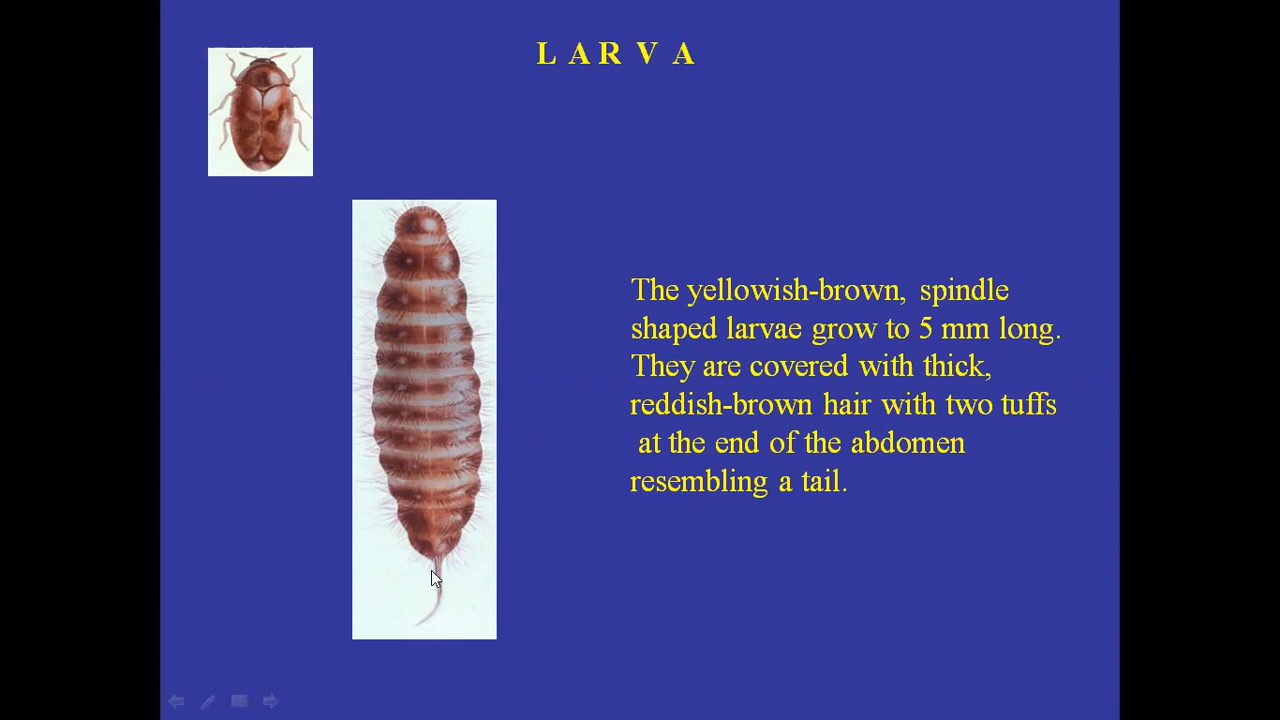 L A R V A
The yellowish-brown, spindle
shaped larvae grow to 5 mm long.
They are covered with thick,
reddish-brown hair with two tuffs
at the end of the abdomen
resembling a tail.